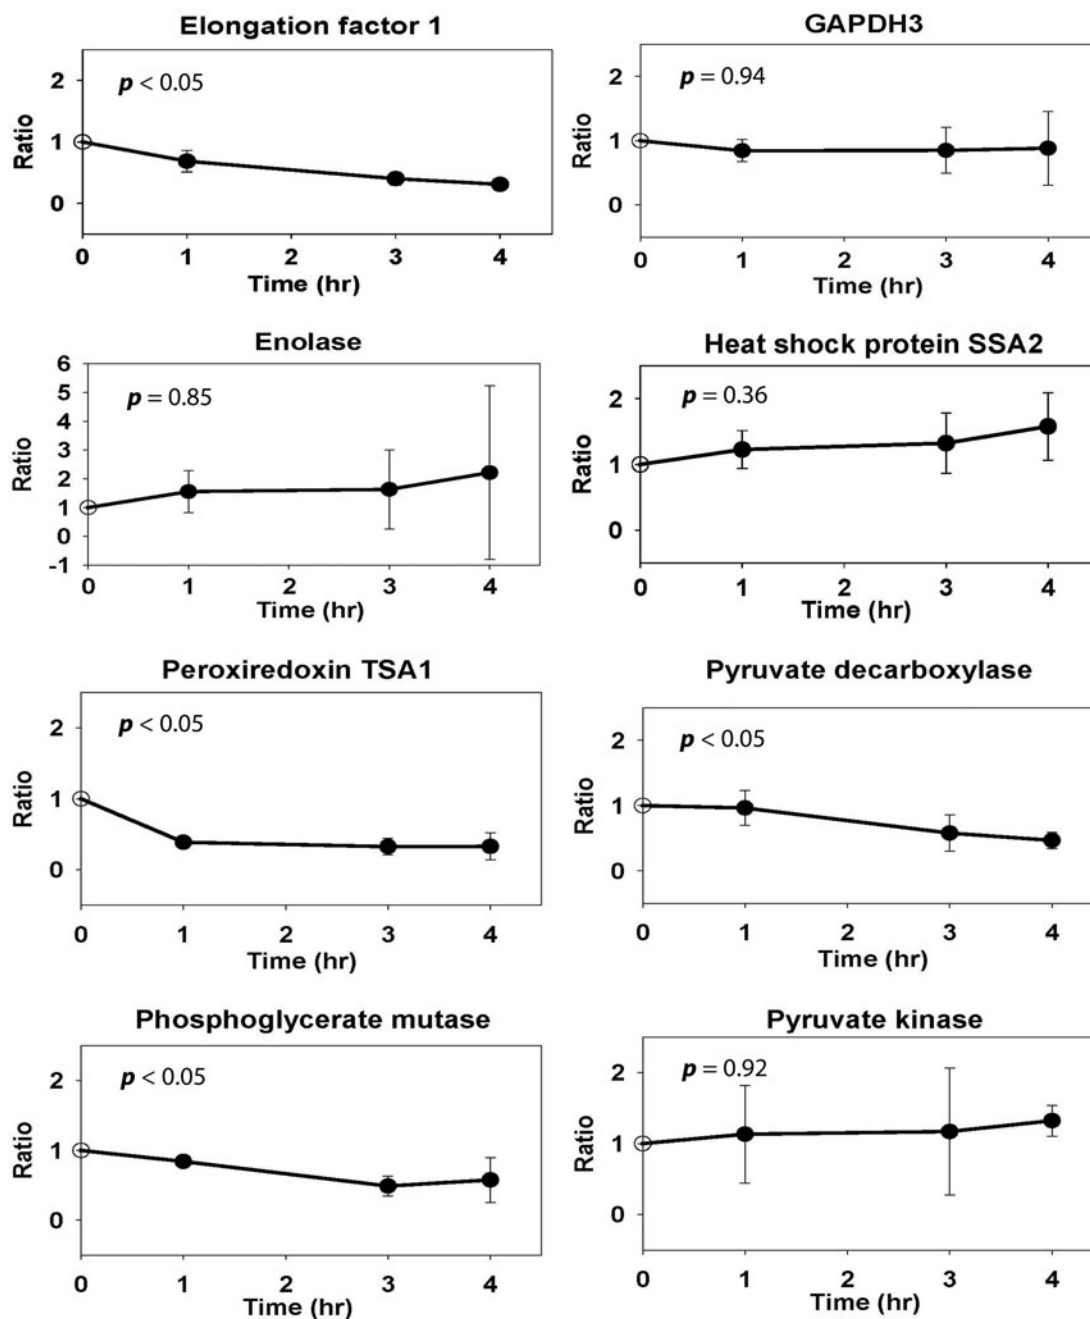 Elongation factor 1
p < 0.05
Ratio
2
1
0
0 1 2 3 4
Time (hr)
GAPDH3
p = 0.94
Ratio
2
1
0
0 1 2 3 4
Time (hr)
Enolase
p = 0.85
Ratio
6
5
4
3
2
1
0
-1
0 1 2 3 4
Time (hr)
Heat shock protein SSA2
p = 0.36
Ratio
2
1
0
0 1 2 3 4
Time (hr)
Peroxiredoxin TSA1
p < 0.05
Ratio
2
1
0
0 1 2 3 4
Time (hr)
Pyruvate decarboxylase
p < 0.05
Ratio
2
1
0
0 1 2 3 4
Time (hr)
Phosphoglycerate mutase
p < 0.05
Ratio
2
1
0
0 1 2 3 4
Time (hr)
Pyruvate kinase
p = 0.92
Ratio
2
1
0
0 1 2 3 4
Time (hr)